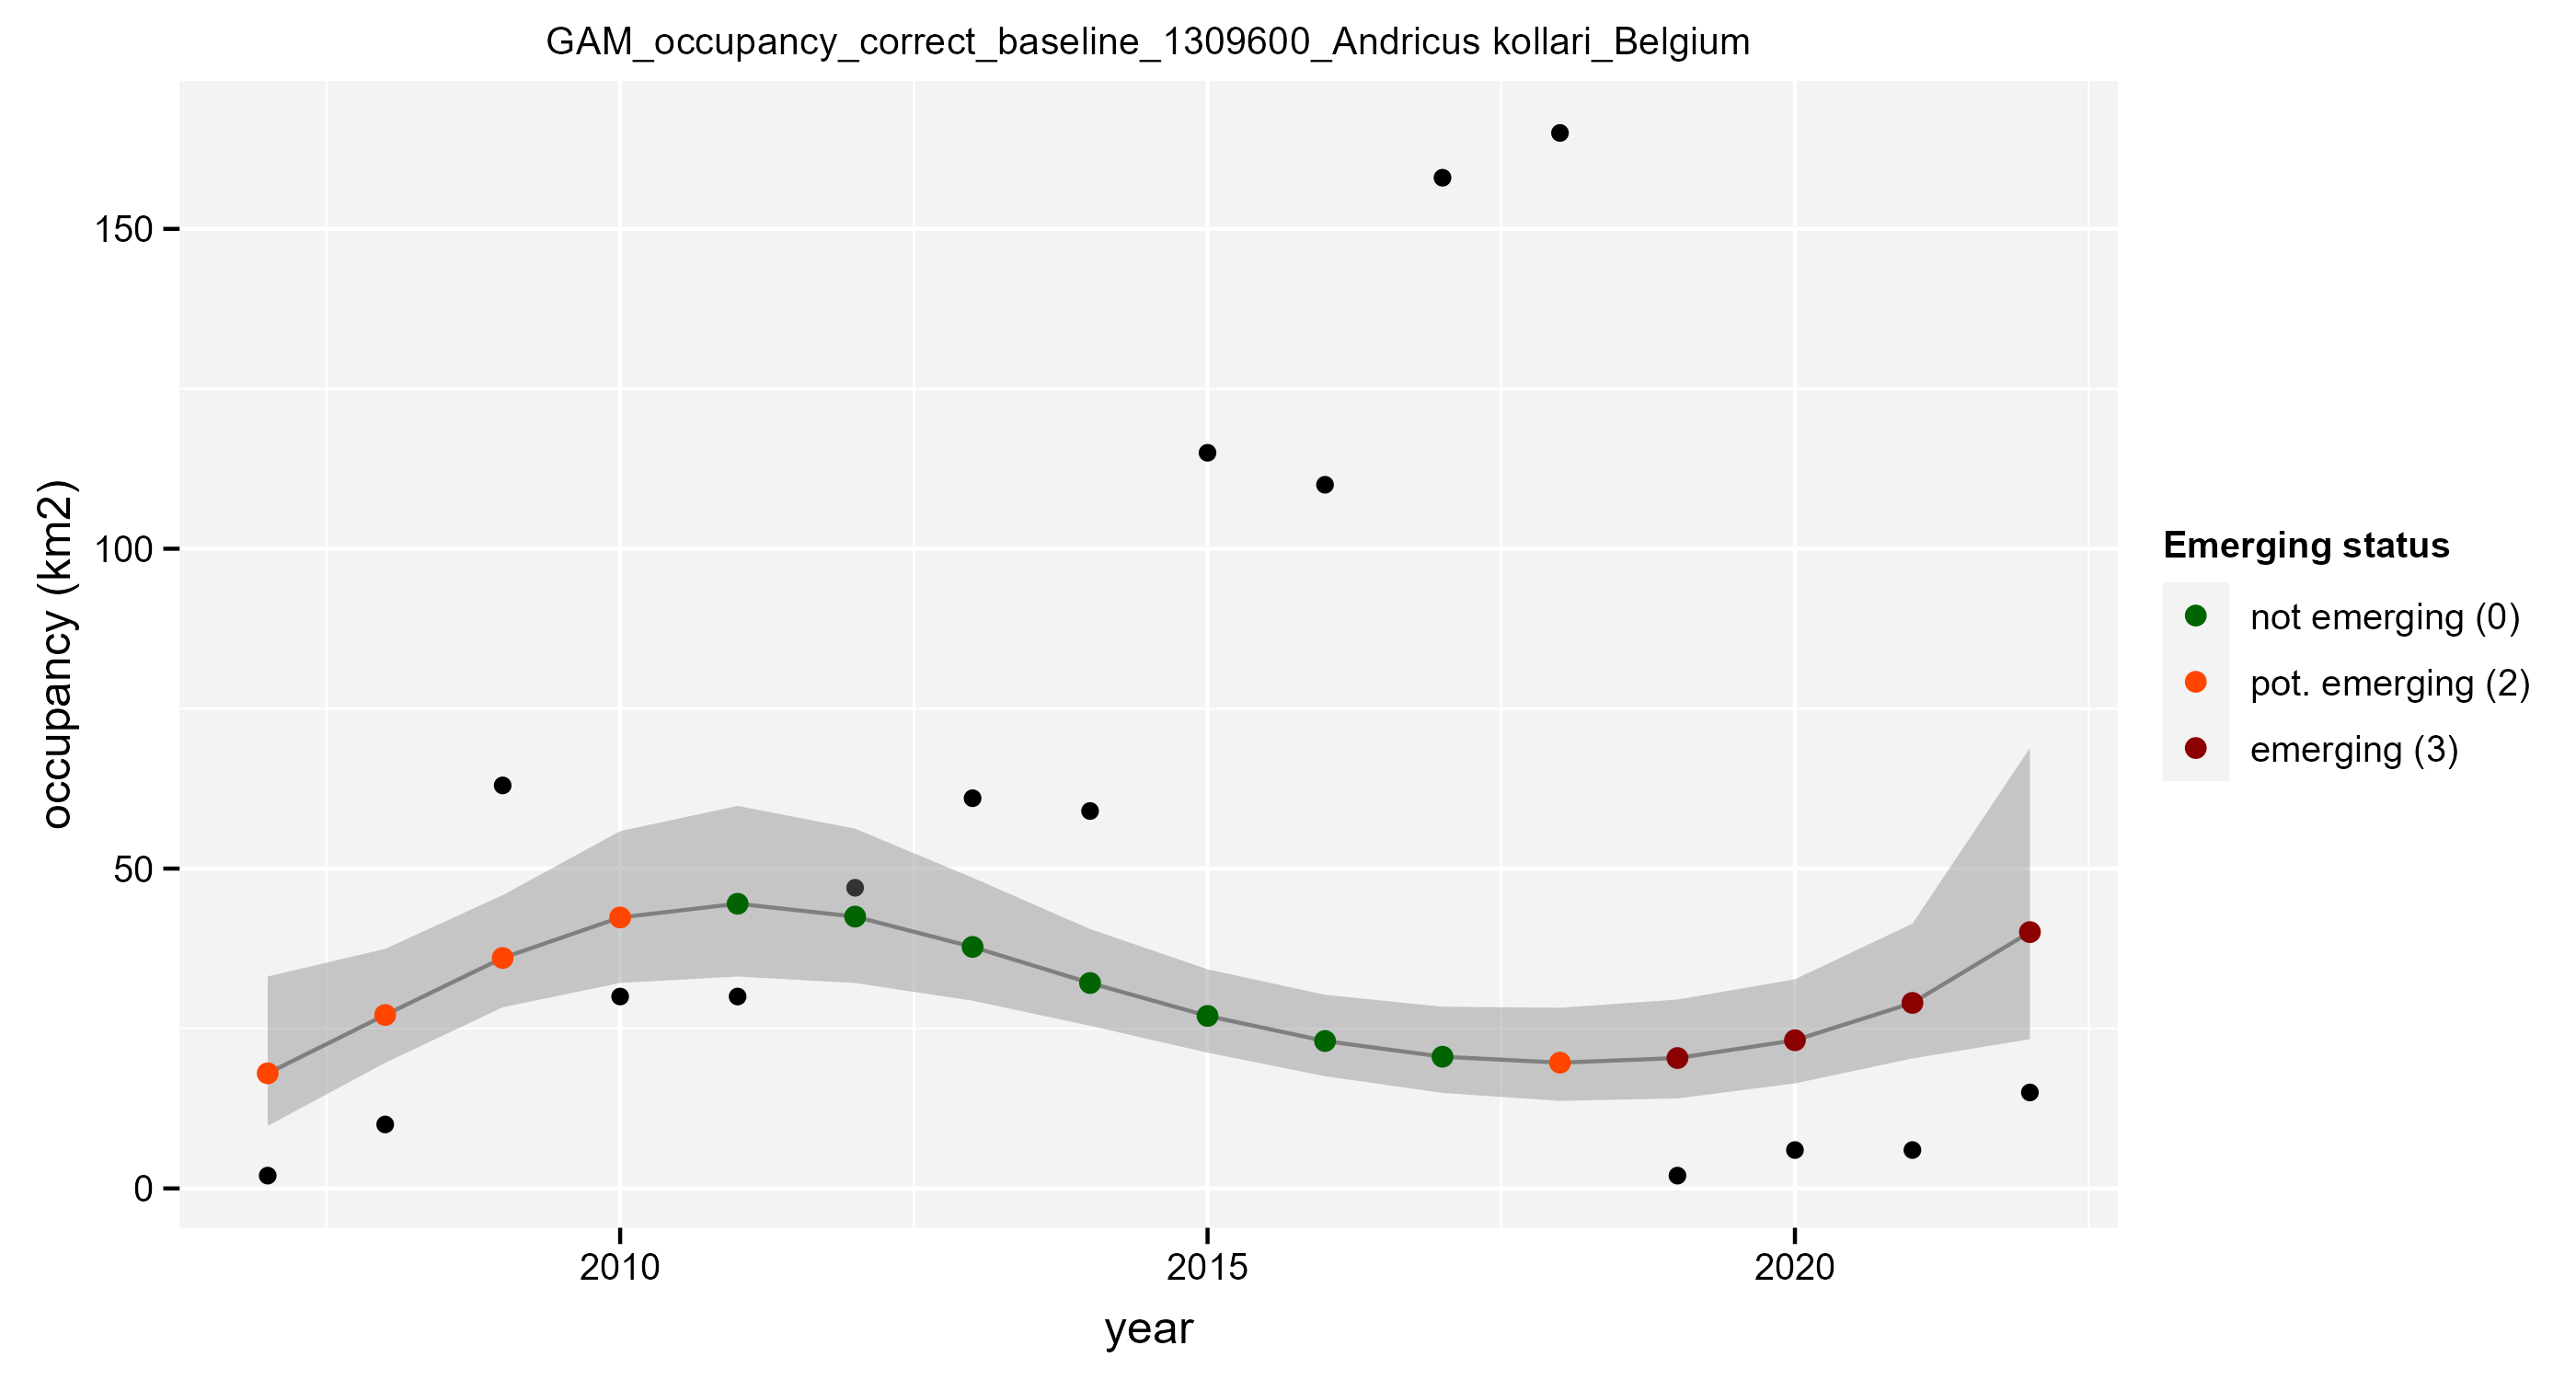 GAM_occupancy_correct_baseline_1309600_Andricus kollari_Belgium
150
100
50
0
occupancy (km2)
2010
2015
2020
year
Emerging status
not emerging (0)
pot. emerging (2)
emerging (3)